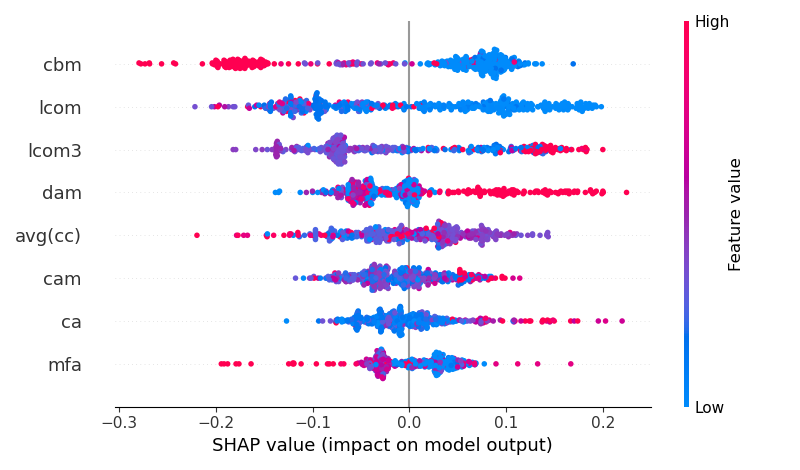 High
cbm
lcom
lcom3
dam
avg(cc)
cam
ca
mfa
Feature value
Low
−0.3 −0.2 −0.1 0.0 0.1 0.2
SHAP value (impact on model output)